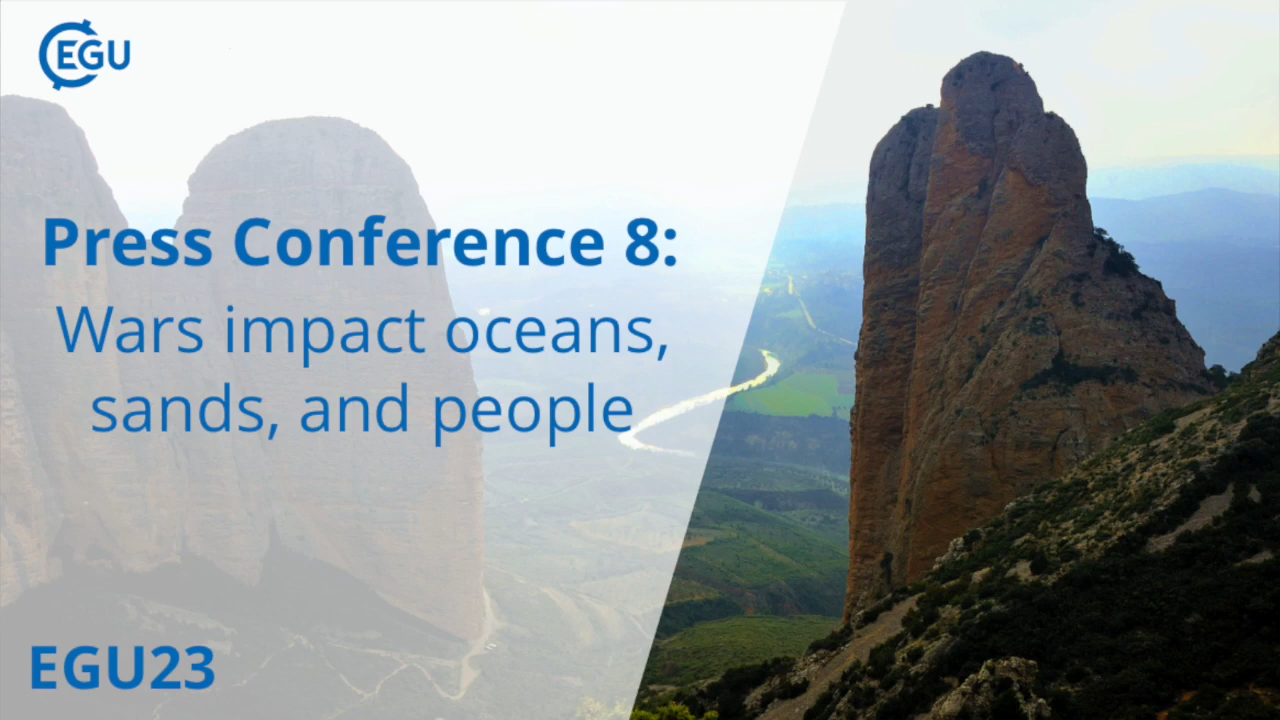 EGU
Press Conference 8:
Wars impact oceans,
sands, and people
EGU23